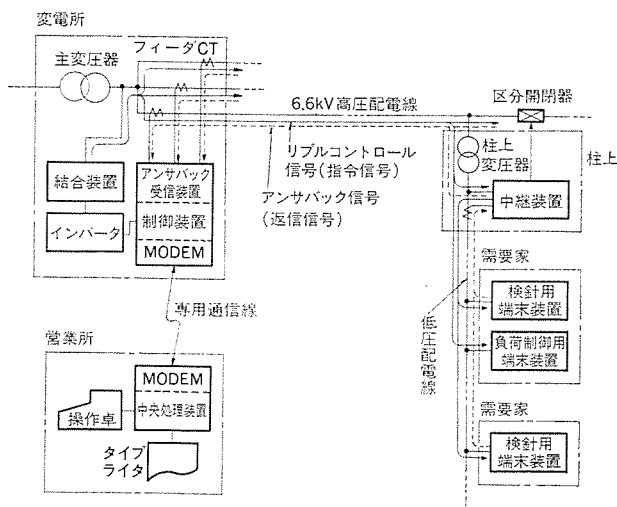 変電所
フィーダCT
主変圧器
6.6kV高圧配電線
区分開閉器
柱上
変圧器
柱上
リプルコントロール
信号(指令信号)
アンサバック信号
(返信信号)
結合装置
インバータ
アンサバック
受信装置
制御装置
MODEM
中継装置
需要家
検針用
端末装置
負荷制御用
端末装置
低圧配電線
専用通信線
営業所
MODEM
中央処理装置
操作卓
タイプ
ライタ
需要家
検針用
端末装置